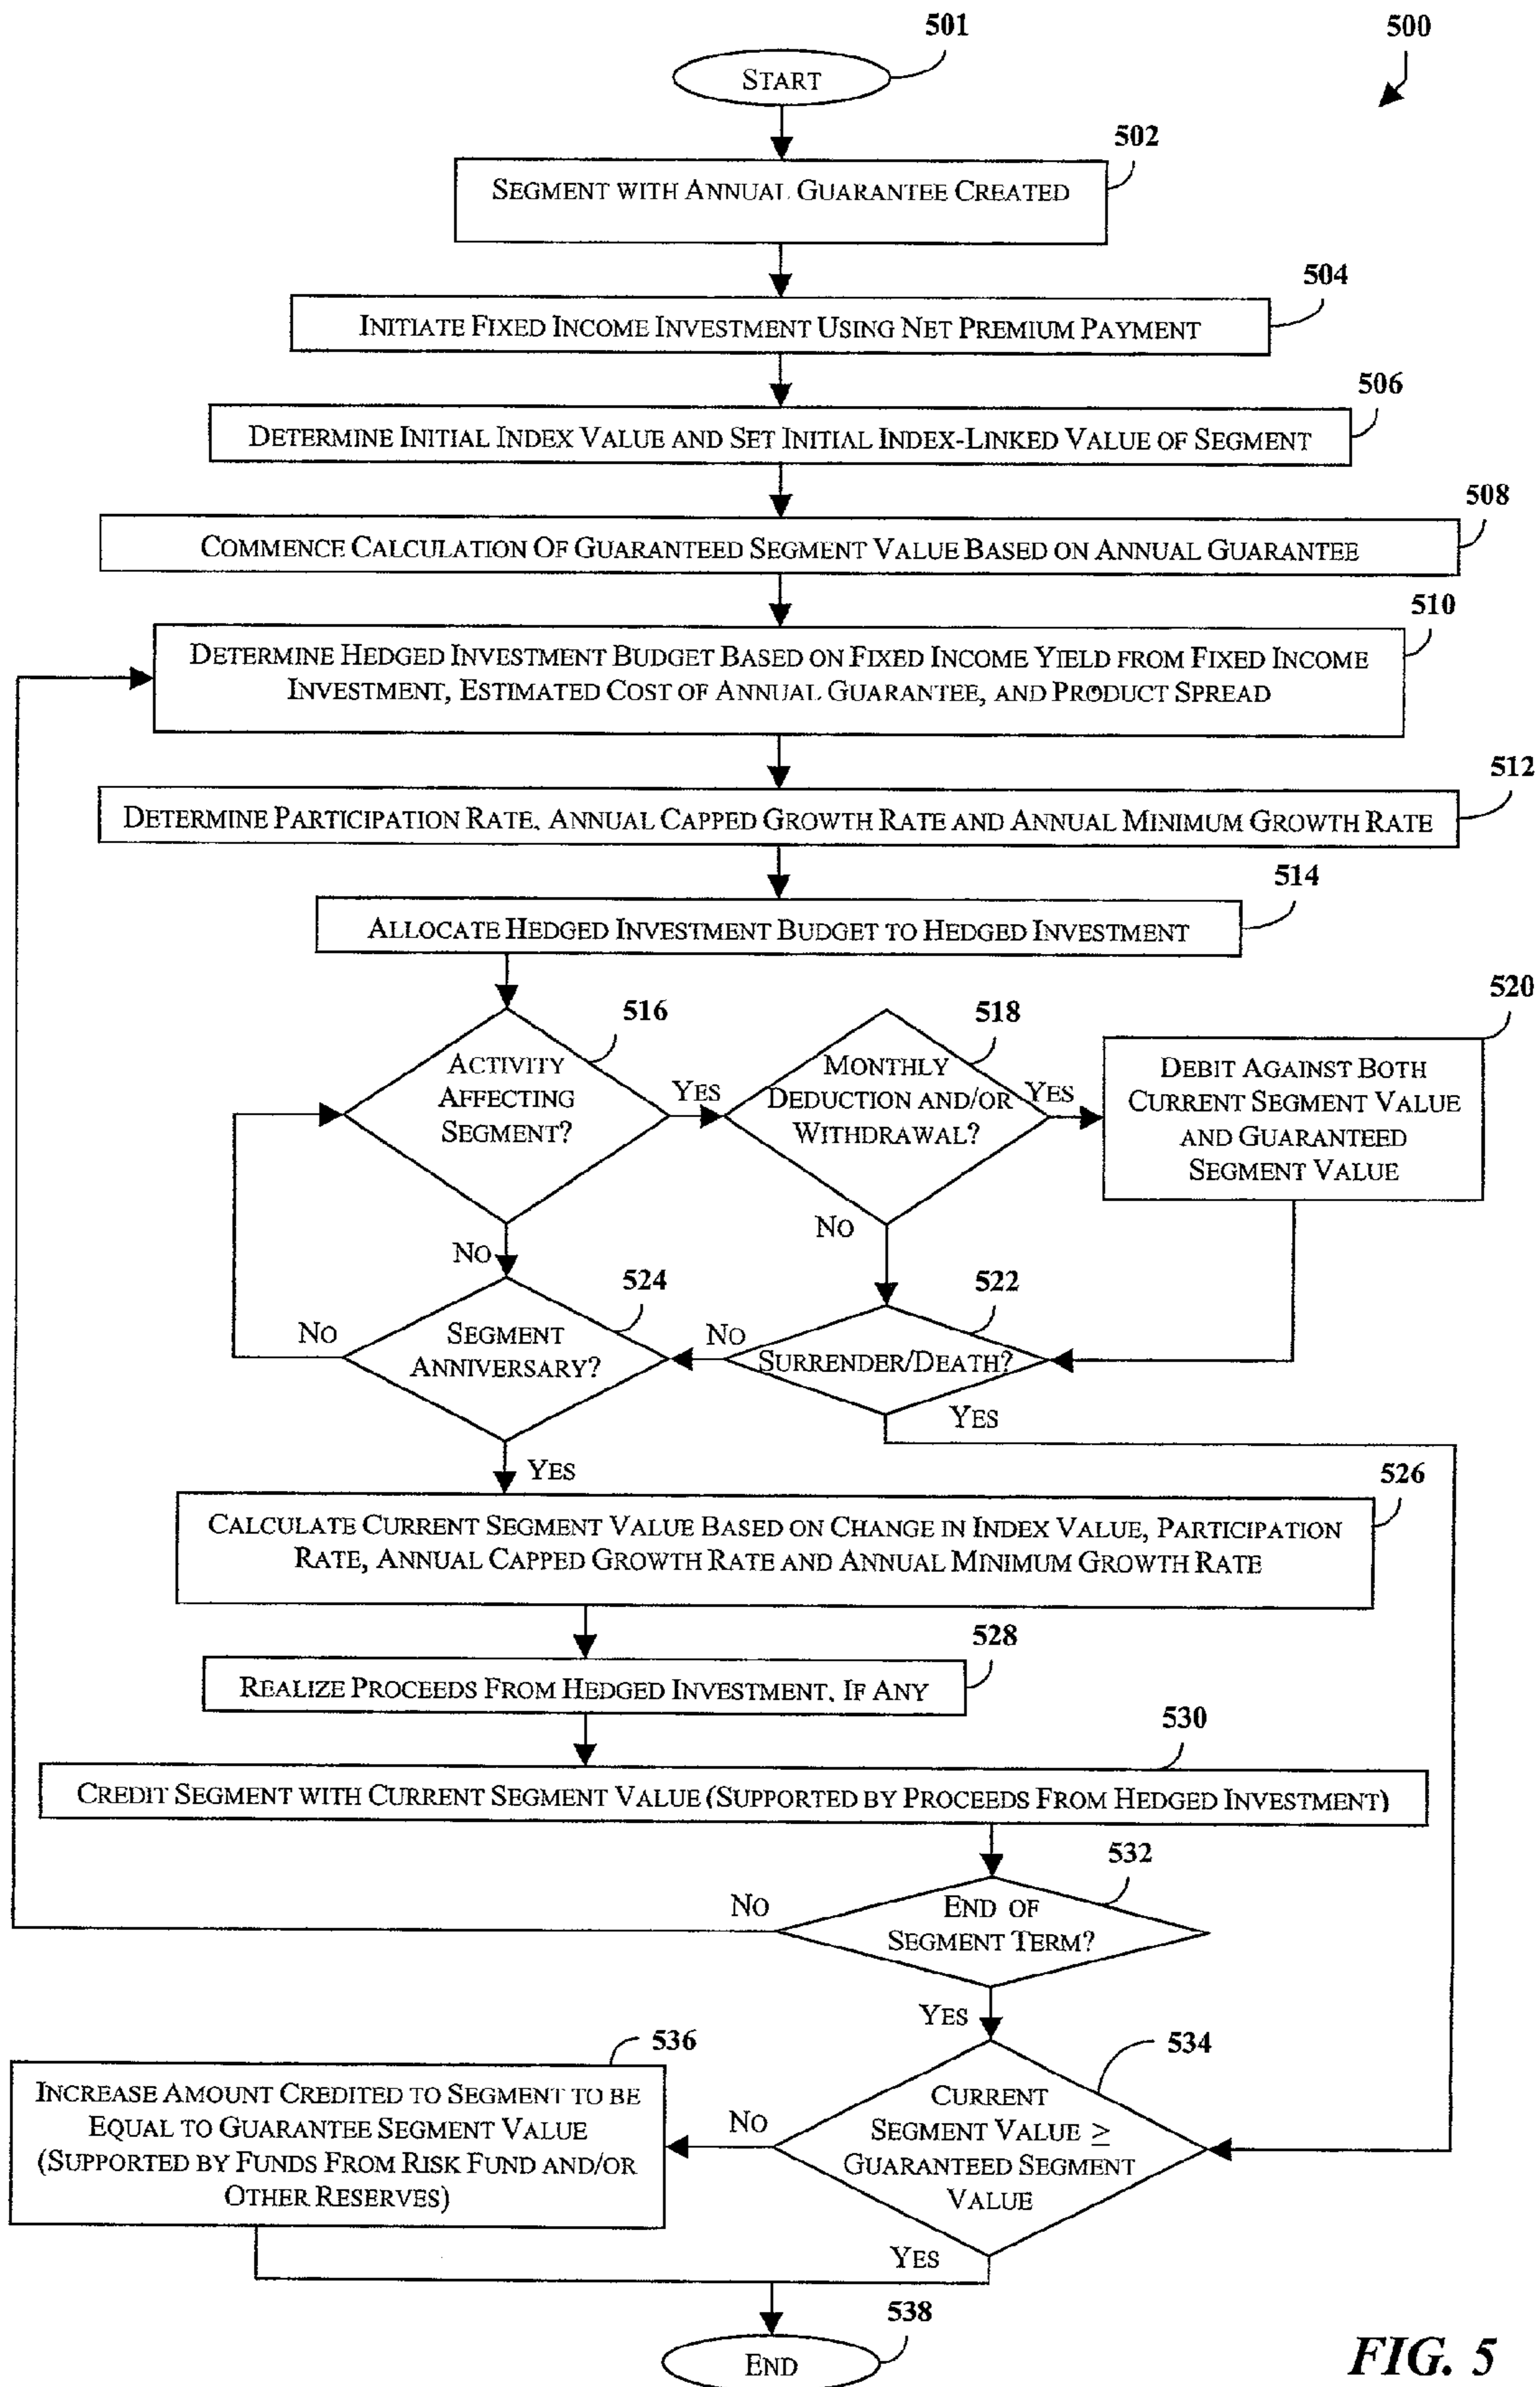 500
501
START
502
SEGMENT WITH ANNUAL GUARANTEE CREATED
504
INITIATE FIXED INCOME INVESTMENT USING NET PREMIUM PAYMENT
506
DETERMINE INITIAL INDEX VALUE AND SET INITIAL INDEX-LINKED VALUE OF SEGMENT
508
COMMENCE CALCULATION OF GUARANTEED SEGMENT VALUE BASED ON ANNUAL GUARANTEE
510
DETERMINE HEDGED INVESTMENT BUDGET BASED ON FIXED INCOME YIELD FROM FIXED INCOME
INVESTMENT, ESTIMATED COST OF ANNUAL GUARANTEE, AND PRODUCT SPREAD
512
DETERMINE PARTICIPATION RATE, ANNUAL CAPPED GROWTH RATE AND ANNUAL MINIMUM GROWTH RATE
514
ALLOCATE HEDGED INVESTMENT BUDGET TO HEDGED INVESTMENT
516
ACTIVITY
AFFECTING
SEGMENT?
YES
NO
518
MONTHLY
DEDUCTION AND/OR
WITHDRAWAL?
YES
NO
520
DEBIT AGAINST BOTH
CURRENT SEGMENT VALUE
AND GUARANTEED
SEGMENT VALUE
522
SURRENDER/DEATH?
NO
YES
524
SEGMENT
ANNIVERSARY?
NO
YES
526
CALCULATE CURRENT SEGMENT VALUE BASED ON CHANGE IN INDEX VALUE, PARTICIPATION
RATE, ANNUAL CAPPED GROWTH RATE AND ANNUAL MINIMUM GROWTH RATE
528
REALIZE PROCEEDS FROM HEDGED INVESTMENT, IF ANY
530
CREDIT SEGMENT WITH CURRENT SEGMENT VALUE (SUPPORTED BY PROCEEDS FROM HEDGED INVESTMENT)
532
END OF
SEGMENT TERM?
NO
YES
534
CURRENT
SEGMENT VALUE ≥
GUARANTEED SEGMENT
VALUE
NO
YES
536
INCREASE AMOUNT CREDITED TO SEGMENT TO BE
EQUAL TO GUARANTEE SEGMENT VALUE
(SUPPORTED BY FUNDS FROM RISK FUND AND/OR
OTHER RESERVES)
538
END
FIG. 5